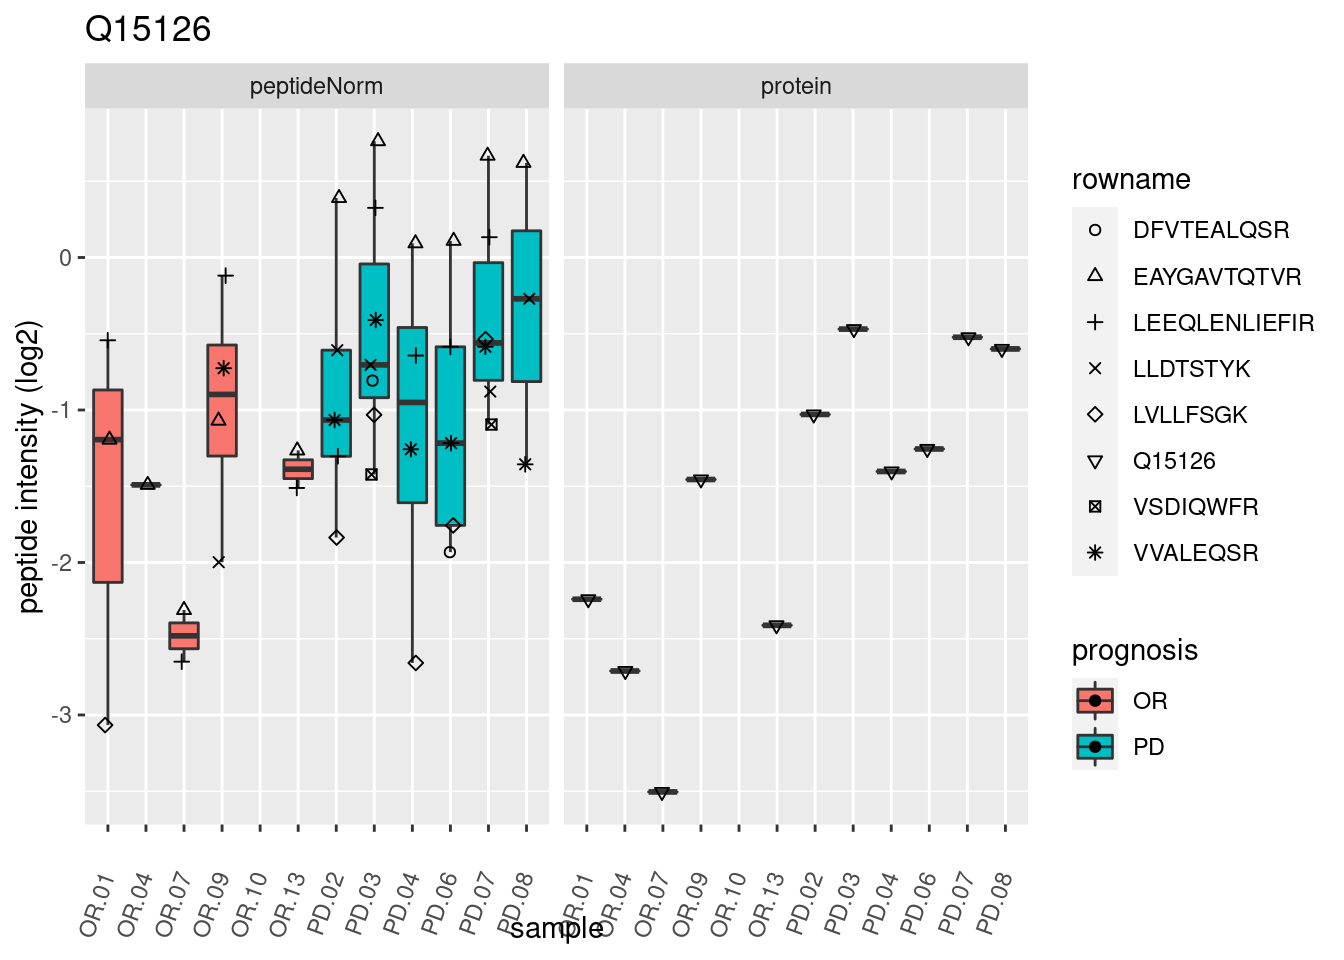 Q15126
peptideNorm
protein
peptide intensity (log2)
0
-1
-2
-3
OR.01
OR.04
OR.07
OR.09
OR.10
OR.13
PD.02
PD.03
PD.04
PD.06
PD.07
PD.08
OR.01
OR.04
OR.07
OR.09
OR.10
OR.13
PD.02
PD.03
PD.04
PD.06
PD.07
PD.08
sample
rowname
DFVTEALQSR
EAYGAVTQTVR
LEEQLENLIEFIR
LLDTSTYK
LVLLFSGK
Q15126
VSDIQWFR
VVALEQSR
prognosis
OR
PD